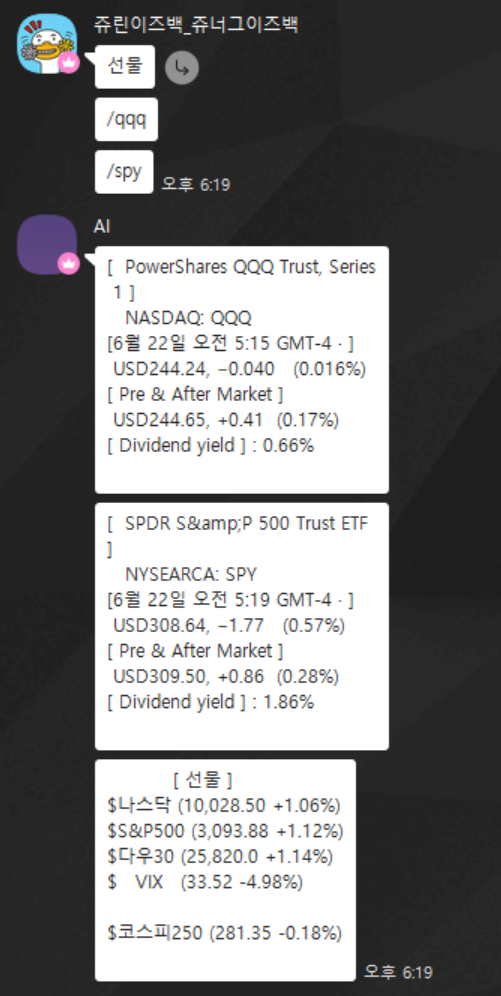 쥬린이즈백_쥬너그이즈백
선물
/qqq
/spy
오후 6:19
AI
[  PowerShares QQQ Trust, Series
1 ]
NASDAQ: QQQ
[6월 22일 오전 5:15 GMT-4 · ]
USD244.24, −0.040   (0.016%)
[ Pre & After Market ]
USD244.65, +0.41  (0.17%)
[ Dividend yield ] : 0.66%
[  SPDR S&amp;P 500 Trust ETF
]
NYSEARCA: SPY
[6월 22일 오전 5:19 GMT-4 · ]
USD308.64, −1.77   (0.57%)
[ Pre & After Market ]
USD309.50, +0.86  (0.28%)
[ Dividend yield ] : 1.86%
[ 선물 ]
$나스닥 (10,028.50 +1.06%)
$S&P500 (3,093.88 +1.12%)
$다우30 (25,820.0 +1.14%)
$   VIX   (33.52 -4.98%)
$코스피250 (281.35 -0.18%)
오후 6:19